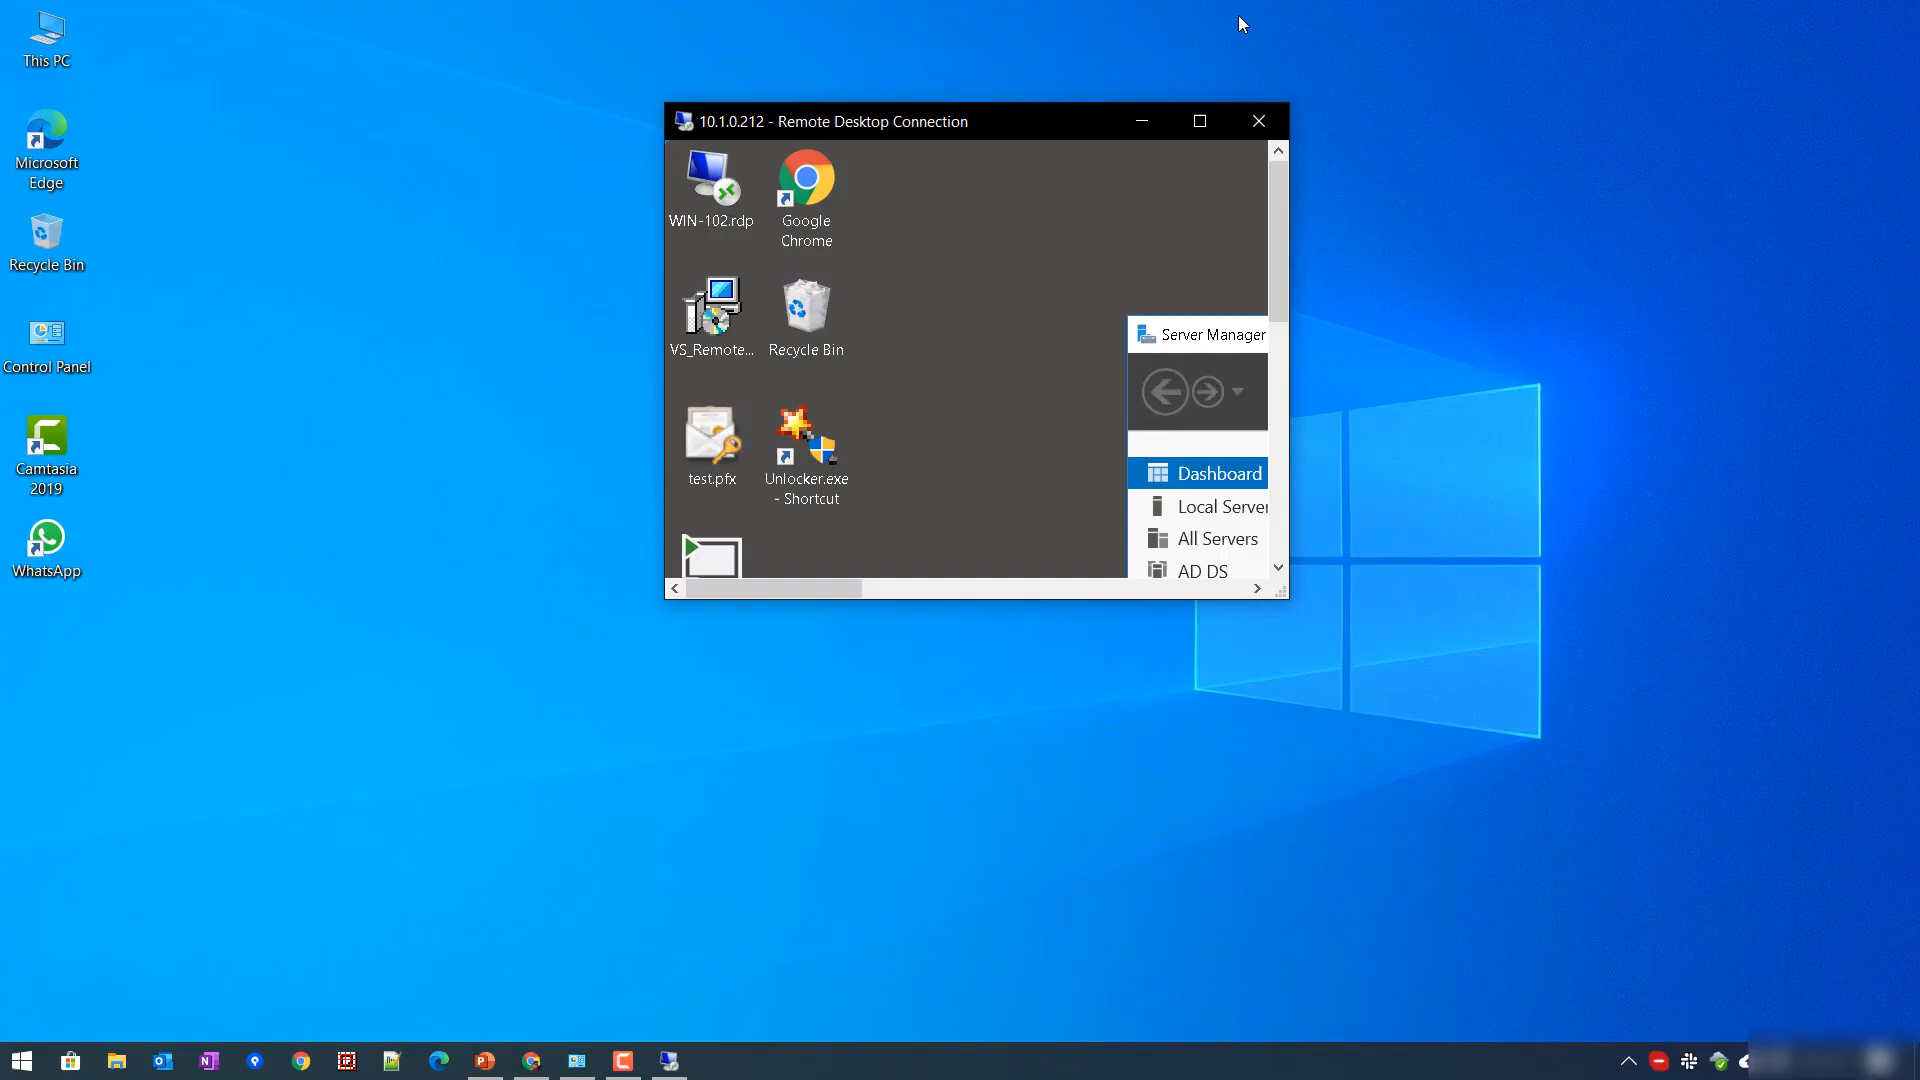 This PC
Microsoft
Edge
Recycle Bin
Control Panel
Camtasia
2019
WhatsApp
10.1.0.212 - Remote Desktop Connection
WIN-102.rdp
Google
Chrome
VS_Remote...
Recycle Bin
test.pfx
Unlocker.exe
- Shortcut
Server Manager
Dashboard
Local Server
All Servers
AD DS